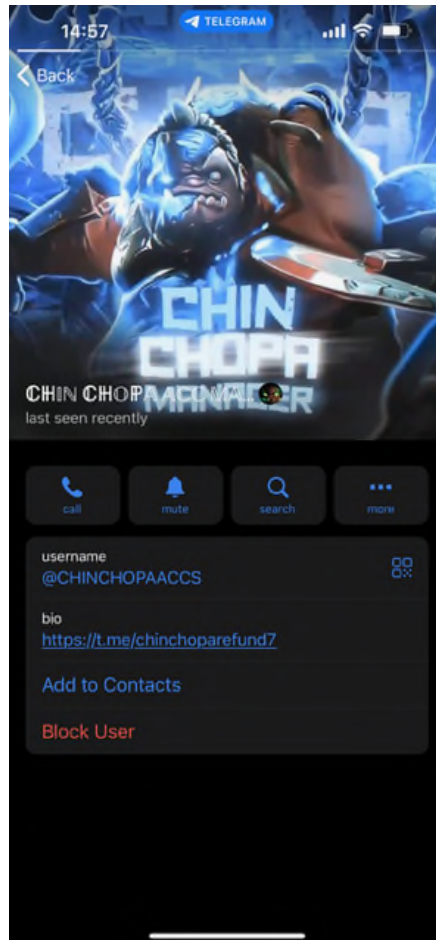 14:57
TELEGRAM
Back
CHIN
CHOPA
MANAGER
ℂℍ𝕀ℕ ℂℍ𝕆ℙ𝔸 𝔸ℂℂ𝕆𝕄𝔸...
last seen recently
call mute search more
username
@CHINCHOPAACCS
bio
https://t.me/chinchoparefund7
Add to Contacts
Block User